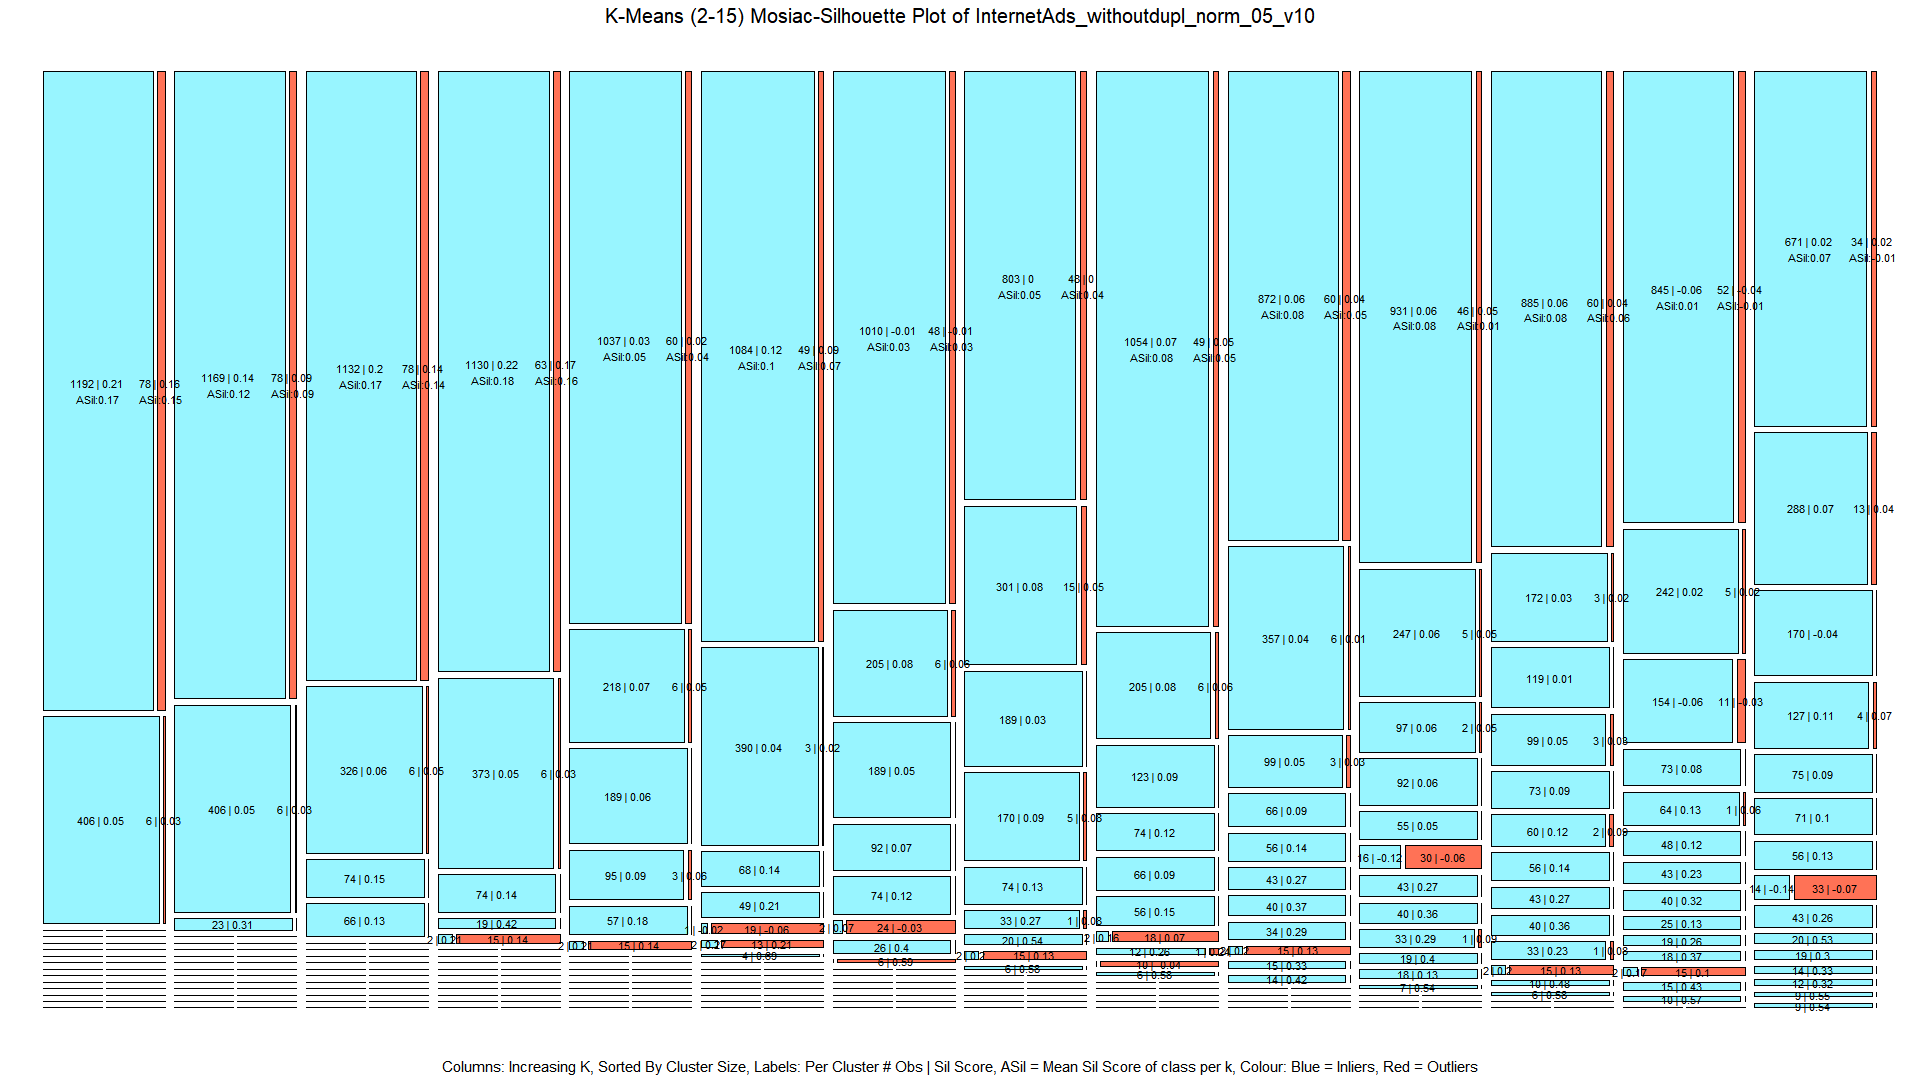 K-Means (2-15) Mosiac-Silhouette Plot of InternetAds_withoutdupl_norm_05_v10
1192 | 0.21
ASil:0.17
78 | 0.16
ASil:0.15
406 | 0.05
6 | 0.03
1169 | 0.14
ASil:0.12
78 | 0.09
ASil:0.09
406 | 0.05
6 | 0.03
23 | 0.31
1132 | 0.2
ASil:0.17
78 | 0.14
ASil:0.14
326 | 0.06
6 | 0.05
74 | 0.15
66 | 0.13
1130 | 0.22
ASil:0.18
63 | 0.17
ASil:0.16
373 | 0.05
6 | 0.03
74 | 0.14
19 | 0.42
2 | 0.21
15 | 0.14
1037 | 0.03
ASil:0.05
60 | 0.02
ASil:0.04
218 | 0.07
6 | 0.05
189 | 0.06
95 | 0.09
3 | 0.06
57 | 0.18
2 | 0.21
15 | 0.14
1084 | 0.12
ASil:0.1
49 | 0.09
ASil:0.07
390 | 0.04
3 | 0.02
68 | 0.14
49 | 0.21
1 | -0.02
19 | -0.06
2 | 0.27
13 | 0.21
4 | 0.69
1010 | -0.01
ASil:0.03
48 | -0.01
ASil:0.03
205 | 0.08
6 | 0.06
189 | 0.05
92 | 0.07
74 | 0.12
2 | 0.07
24 | -0.03
26 | 0.4
6 | 0.59
803 | 0
ASil:0.05
48 | 0
ASil:0.04
301 | 0.08
15 | 0.05
189 | 0.03
170 | 0.09
5 | 0.08
74 | 0.13
33 | 0.27
1 | 0.08
20 | 0.54
2 | 0.2
15 | 0.13
6 | 0.58
1054 | 0.07
ASil:0.08
49 | 0.05
ASil:0.05
205 | 0.08
6 | 0.06
123 | 0.09
74 | 0.12
66 | 0.09
56 | 0.15
2 | 0.16
18 | 0.07
12 | 0.26
1 | 0.24
10 | 0.04
6 | 0.58
872 | 0.06
ASil:0.08
60 | 0.04
ASil:0.05
357 | 0.04
6 | 0.01
99 | 0.05
3 | 0.03
66 | 0.09
56 | 0.14
43 | 0.27
40 | 0.37
34 | 0.29
2 | 0.2
15 | 0.13
15 | 0.33
14 | 0.42
931 | 0.06
ASil:0.08
46 | 0.05
ASil:0.01
247 | 0.06
5 | 0.05
97 | 0.06
2 | 0.05
92 | 0.06
55 | 0.05
16 | -0.12
30 | -0.06
43 | 0.27
40 | 0.36
33 | 0.29
1 | 0.09
19 | 0.4
18 | 0.13
7 | 0.54
885 | 0.06
ASil:0.08
60 | 0.04
ASil:0.06
172 | 0.03
3 | 0.02
119 | 0.01
99 | 0.05
3 | 0.03
73 | 0.09
60 | 0.12
2 | 0.09
56 | 0.14
43 | 0.27
40 | 0.36
33 | 0.23
1 | 0.08
2 | 0.2
15 | 0.13
10 | 0.48
6 | 0.58
845 | -0.06
ASil:0.01
52 | -0.04
ASil:-0.01
242 | 0.02
5 | 0.02
154 | -0.06
11 | -0.03
73 | 0.08
64 | 0.13
1 | 0.06
48 | 0.12
43 | 0.23
40 | 0.32
25 | 0.13
19 | 0.26
18 | 0.37
2 | 0.17
15 | 0.1
15 | 0.43
10 | 0.57
671 | 0.02
ASil:0.07
34 | 0.02
ASil:-0.01
288 | 0.07
13 | 0.04
170 | -0.04
127 | 0.11
4 | 0.07
75 | 0.09
71 | 0.1
56 | 0.13
14 | -0.14
33 | -0.07
43 | 0.26
20 | 0.53
19 | 0.3
14 | 0.33
12 | 0.32
9 | 0.55
9 | 0.54
Columns: Increasing K, Sorted By Cluster Size, Labels: Per Cluster # Obs | Sil Score, ASil = Mean Sil Score of class per k, Colour: Blue = Inliers, Red = Outliers